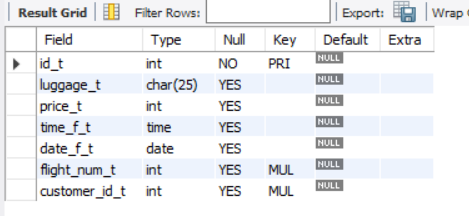 Result Grid Filter Rows: Export: Wrap
Field Type Null Key Default Extra
id_t int NO PRI NULL
luggage_t char(25) YES NULL
price_t int YES NULL
time_f_t time YES NULL
date_f_t date YES NULL
flight_num_t int YES MUL NULL
customer_id_t int YES MUL NULL